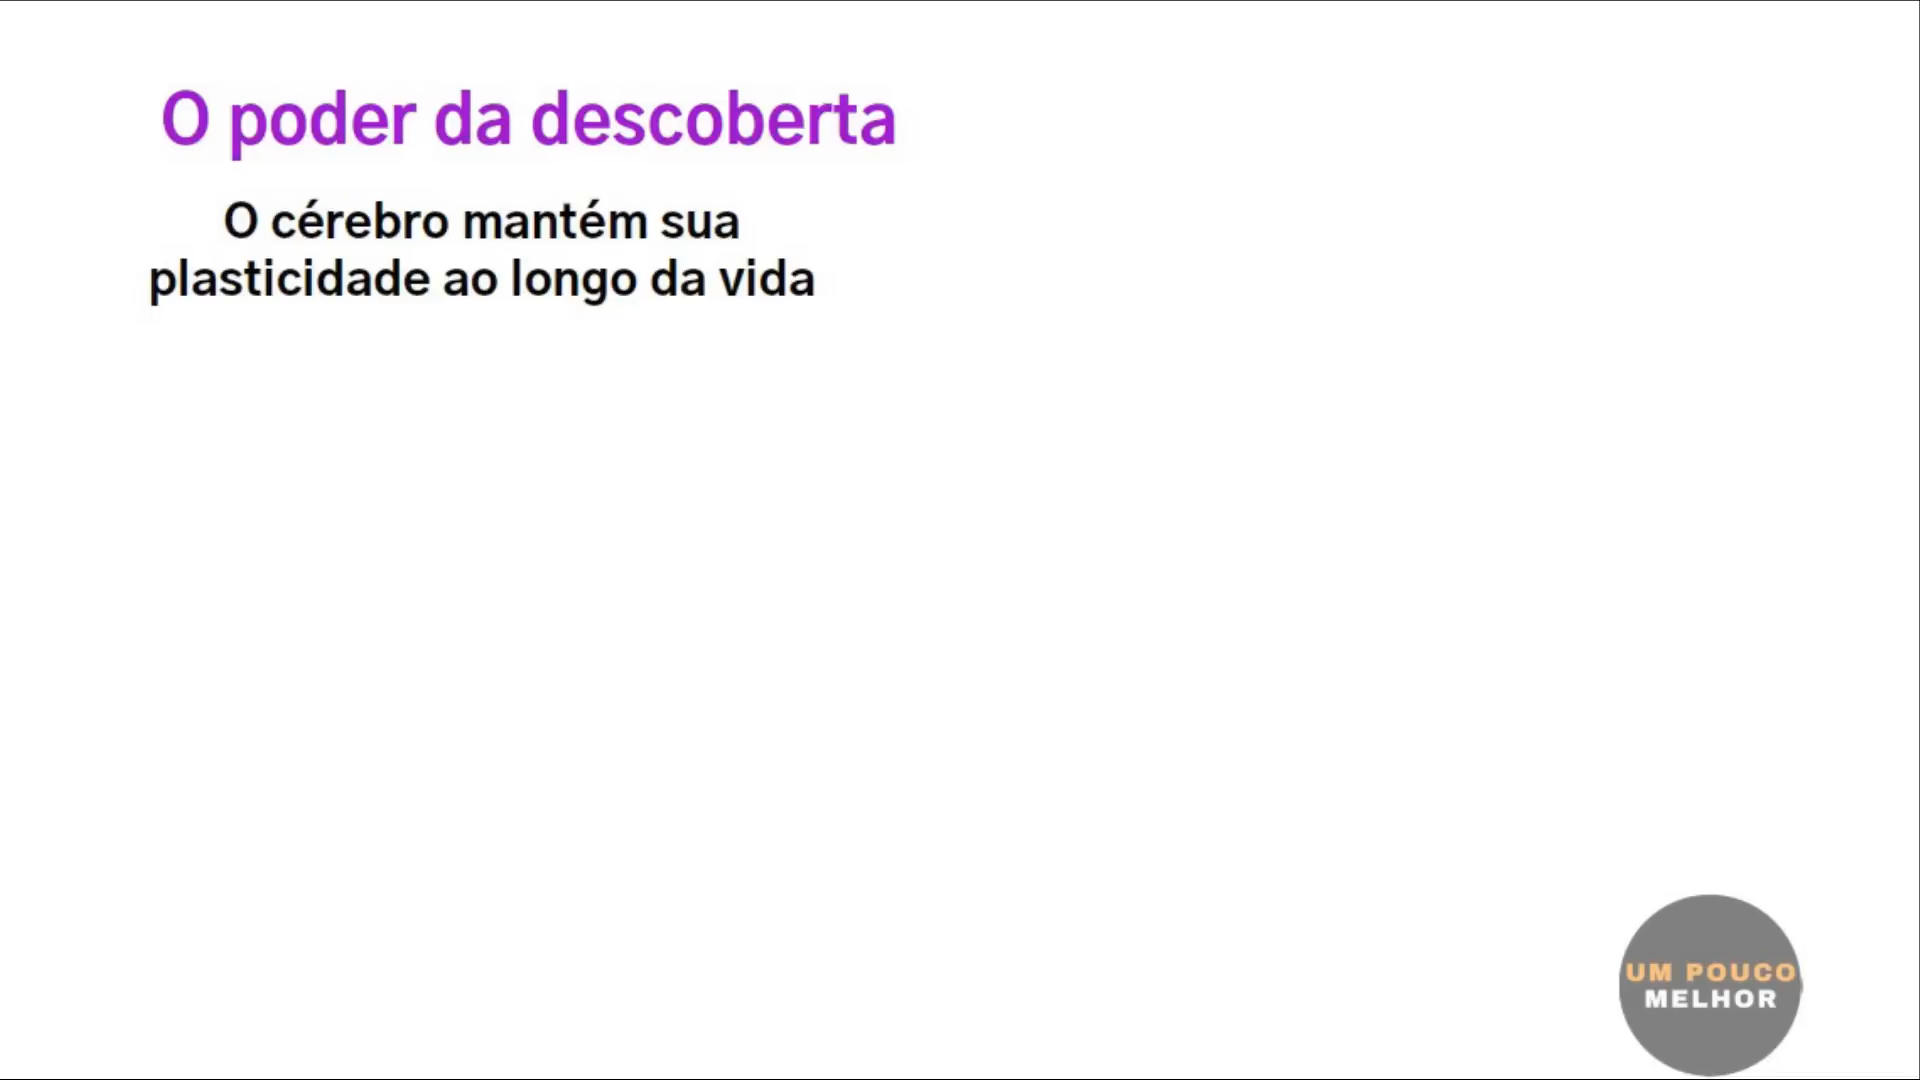 O poder da descoberta
O cérebro mantém sua
plasticidade ao longo da vida
UM POUCO
MELHOR